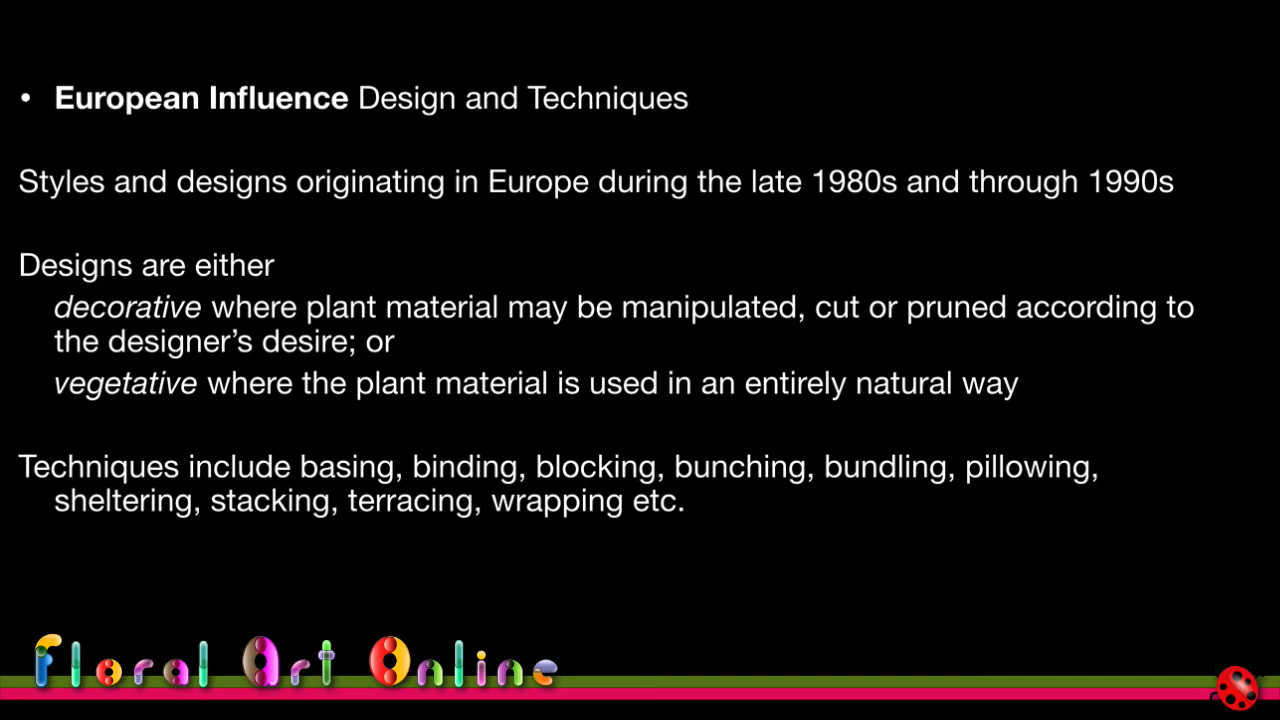 • European Influence Design and Techniques
Styles and designs originating in Europe during the late 1980s and through 1990s
Designs are either
decorative where plant material may be manipulated, cut or pruned according to
the designer’s desire; or
vegetative where the plant material is used in an entirely natural way
Techniques include basing, binding, blocking, bunching, bundling, pillowing,
sheltering, stacking, terracing, wrapping etc.
Floral Art Online